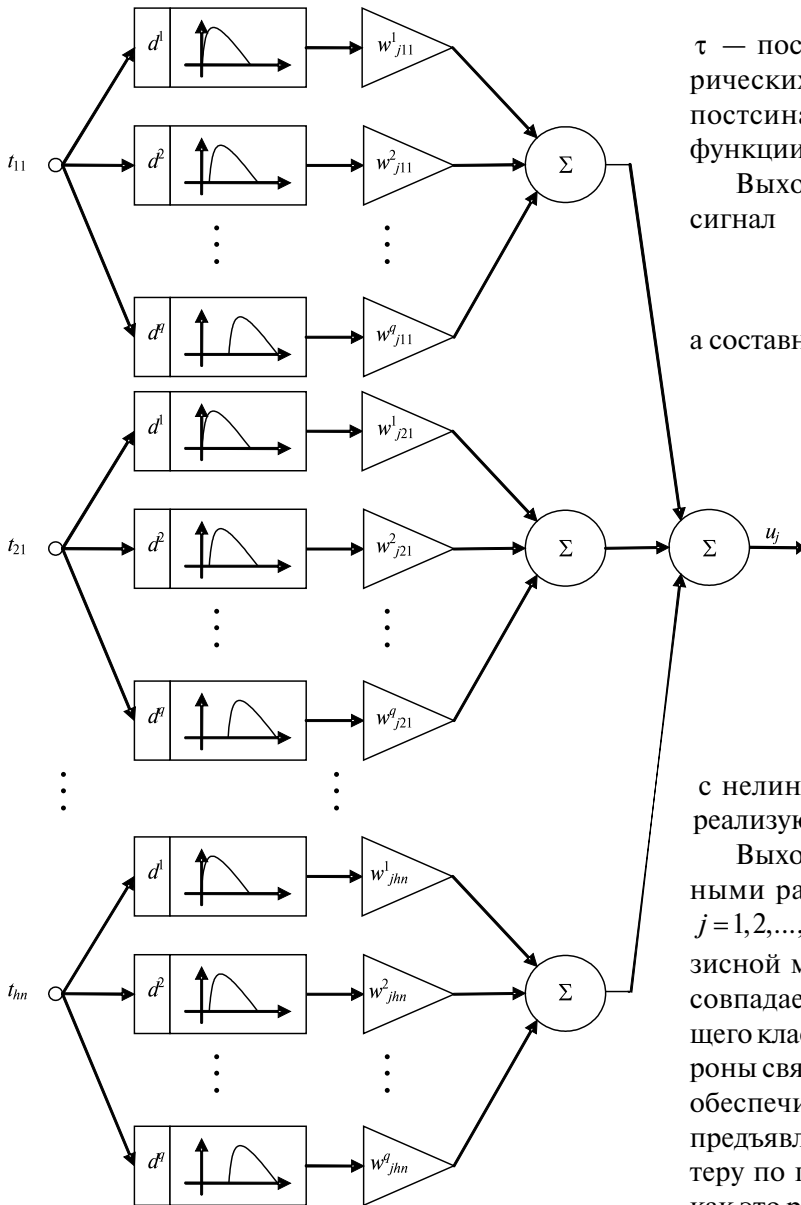 d¹ w¹j11
t11 d² w²j11 Σ
dq wqj11
d¹ w¹j21
t21 d² w²j21 Σ Σ uj
dq wqj21
d¹ w¹jhn
thn d² w²jhn Σ
dq wqjhn
τ — пос
рических
постсина
функции
Выхо
сигнал
а составн
с нелин
реализую
Выхо
ными ра
j = 1, 2, ...,
зисной м
совпадае
щего клас
роны свя
обеспечи
предъявл
теру по г